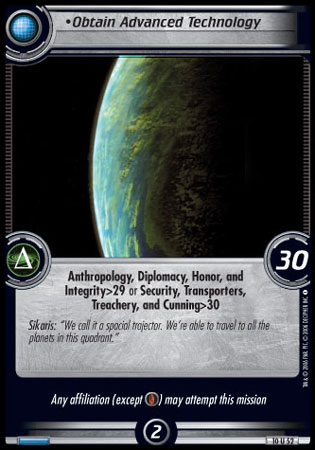 •Obtain Advanced Technology
Δ
30
Anthropology, Diplomacy, Honor, and
Integrity>29 or Security, Transporters,
Treachery, and Cunning>30
Sikaris: "We call it a spacial trajector. We're able to travel to all the
planets in this quadrant."
Any affiliation (except ) may attempt this mission
2
10 U 52